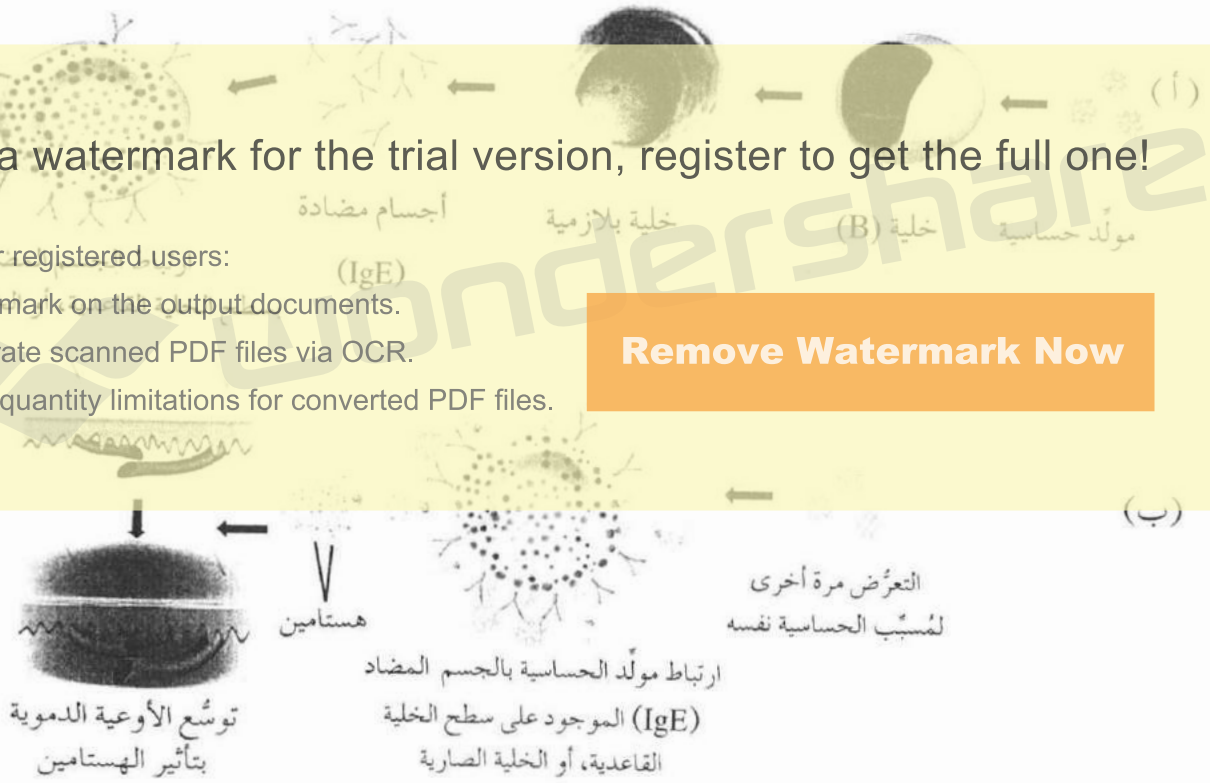 (أ)
a watermark for the trial version, register to get the full one!
مولِّد حساسية
خلية (B)
خلية بلازمية
أجسام مضادة
(IgE)
registered users:
mark on the output documents.
rate scanned PDF files via OCR.
quantity limitations for converted PDF files.
wondershare
Remove Watermark Now
(ب)
التعرُّض مرة أخرى
لمُسبِّب الحساسية نفسه
ارتباط مولِّد الحساسية بالجسم المضاد
(IgE) الموجود على سطح الخلية
القاعدية، أو الخلية الصارية
هستامين
توسُّع الأوعية الدموية
بتأثير الهستامين